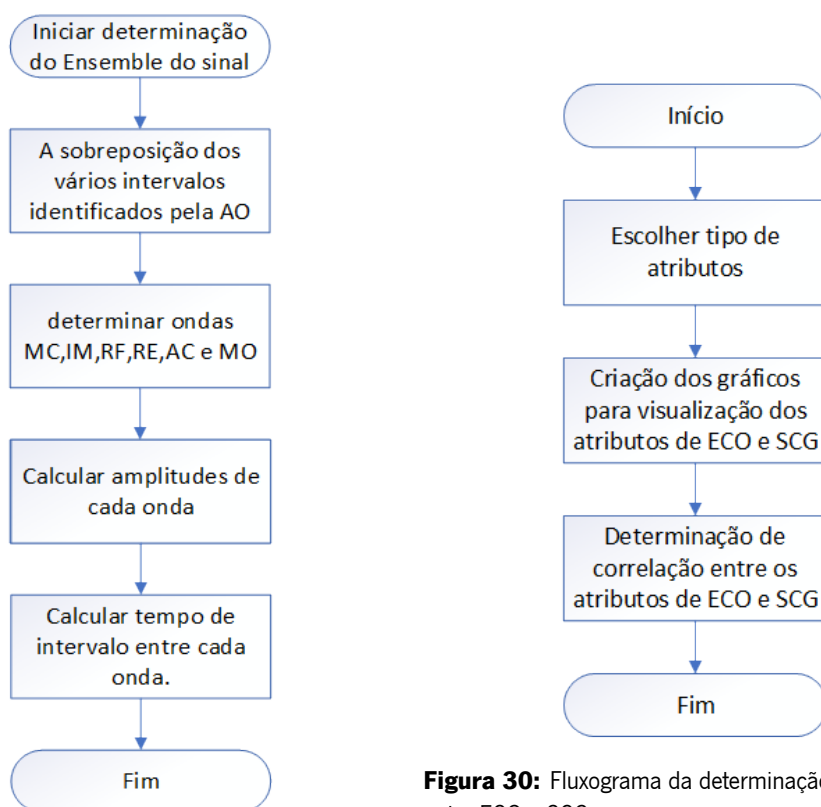 Iniciar determinação
do Ensemble do sinal
A sobreposição dos
vários intervalos
identificados pela AO
determinar ondas
MC,IM,RF,RE,AC e MO
Calcular amplitudes de
cada onda
Calcular tempo de
intervalo entre cada
onda.
Fim
Início
Escolher tipo de
atributos
Criação dos gráficos
para visualização dos
atributos de ECO e SCG
Determinação de
correlação entre os
atributos de ECO e SCG
Fim
Figura 30: Fluxograma da determinação